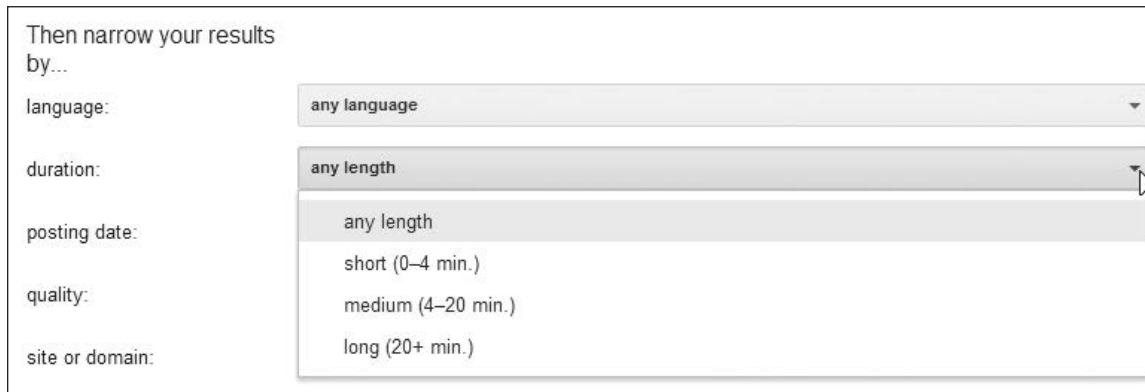 Then narrow your results
by...
language:
any language
duration:
any length
any length
posting date:
short (0–4 min.)
quality:
medium (4–20 min.)
long (20+ min.)
site or domain: